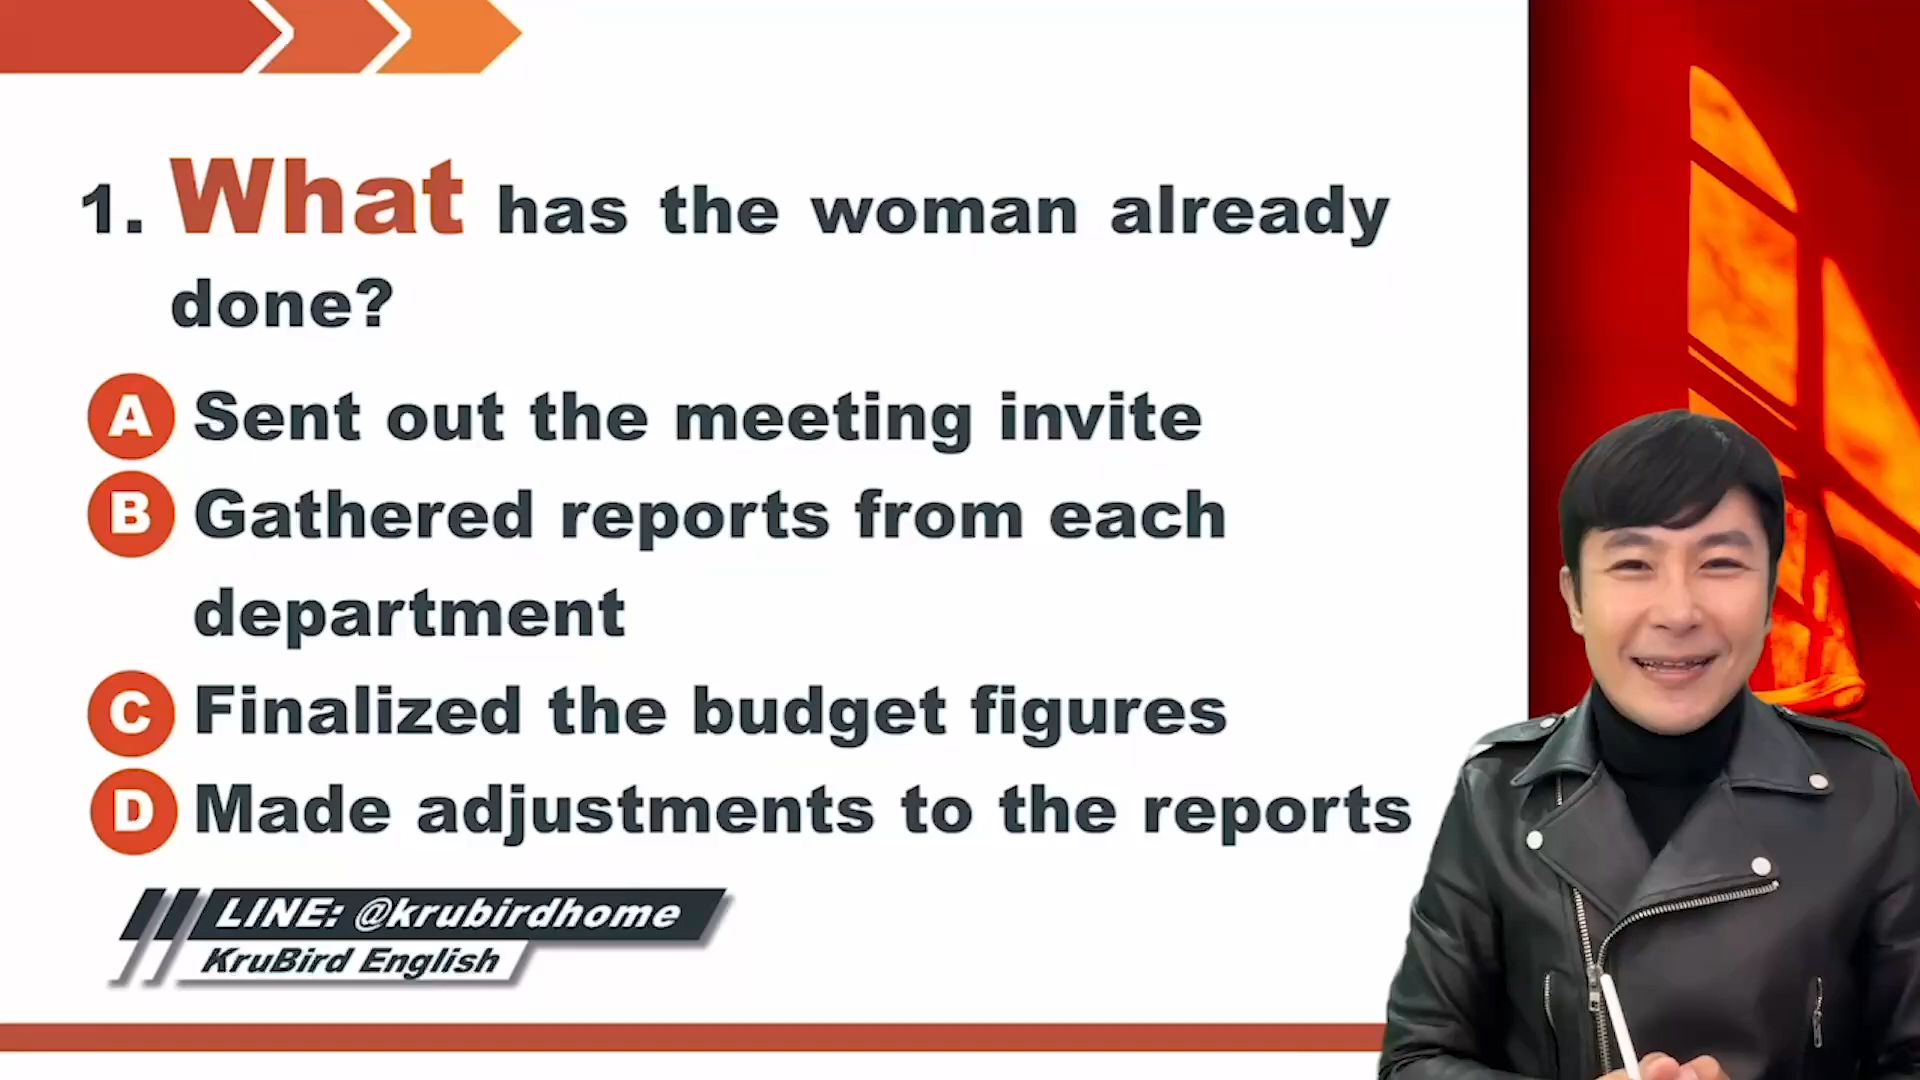 1. What has the woman already
done?
A Sent out the meeting invite
B Gathered reports from each
department
C Finalized the budget figures
D Made adjustments to the reports
LINE: @krubirdhome
KruBird English